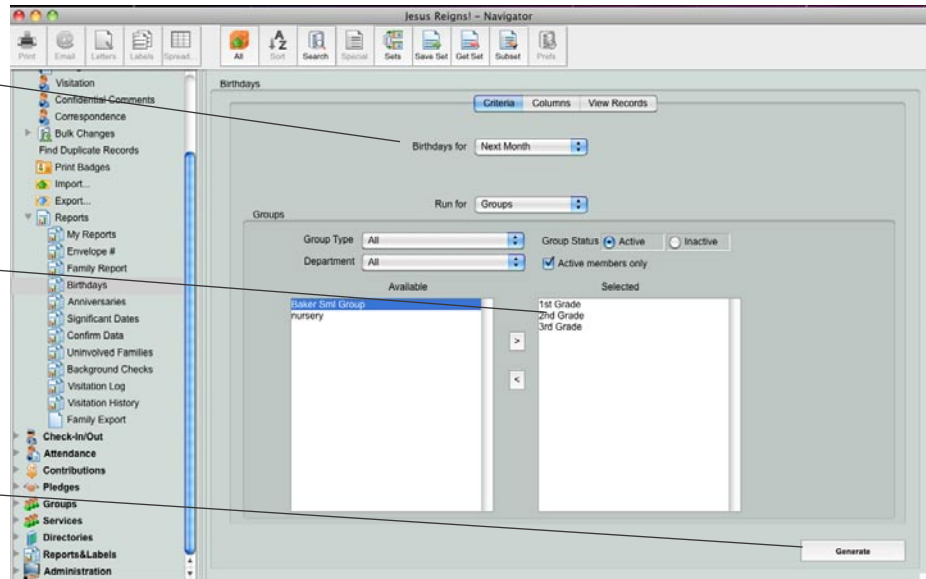 Jesus Reigns! – Navigator
Print Email Letters Labels Spread... All Sort Search Special Sets Save Set Get Set Subset Prefs
Visitation
Confidential Comments
Correspondence
Bulk Changes
Find Duplicate Records
Print Badges
Import...
Export...
Reports
My Reports
Envelope #
Family Report
Birthdays
Anniversaries
Significant Dates
Confirm Data
Uninvolved Families
Background Checks
Visitation Log
Visitation History
Family Export
Check-In/Out
Attendance
Contributions
Pledges
Groups
Services
Directories
Reports&Labels
Administration
Birthdays
Criteria Columns View Records
Birthdays for Next Month
Run for Groups
Groups
Group Type All Group Status Active Inactive
Department All Active members only
Available Selected
Baker Sml Group
nursery
1st Grade
2nd Grade
3rd Grade
>
<
Generate